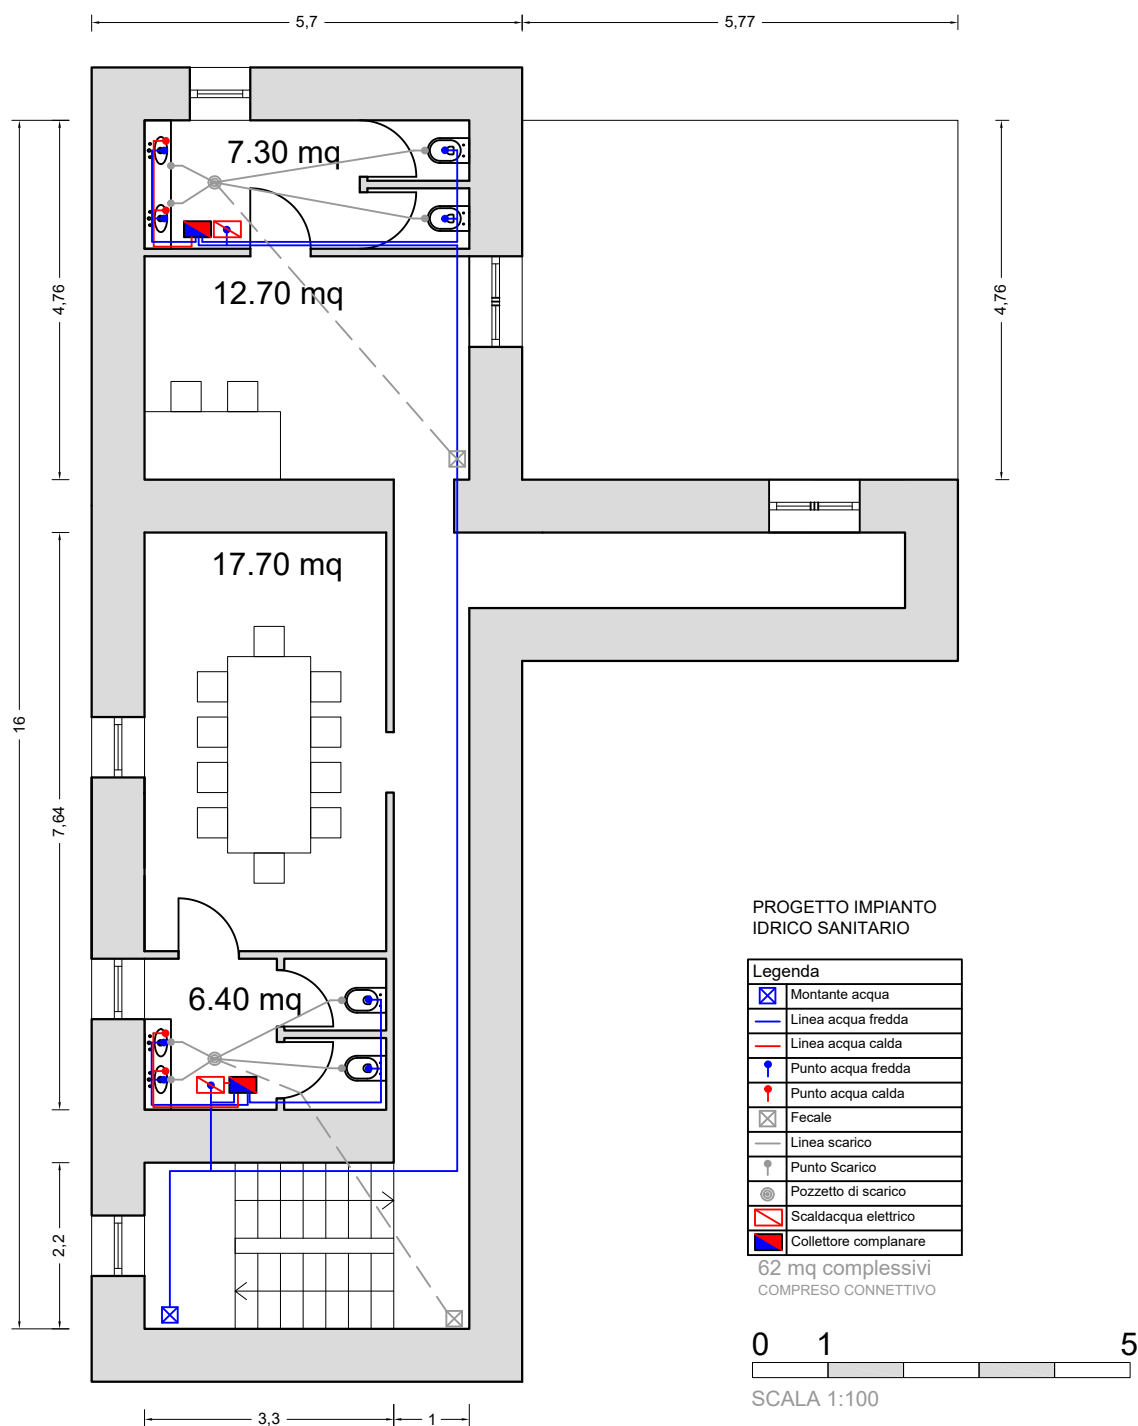 5,7
5,77
7.30 mq
12.70 mq
4,76
4,76
17.70 mq
16
7,64
6.40 mq
2,2
3,3
1
PROGETTO IMPIANTO
IDRICO SANITARIO
Legenda
Montante acqua
Linea acqua fredda
Linea acqua calda
Punto acqua fredda
Punto acqua calda
Fecale
Linea scarico
Punto Scarico
Pozzetto di scarico
Scaldacqua elettrico
Collettore complanare
62 mq complessivi
COMPRESO CONNETTIVO
0 1 5
SCALA 1:100